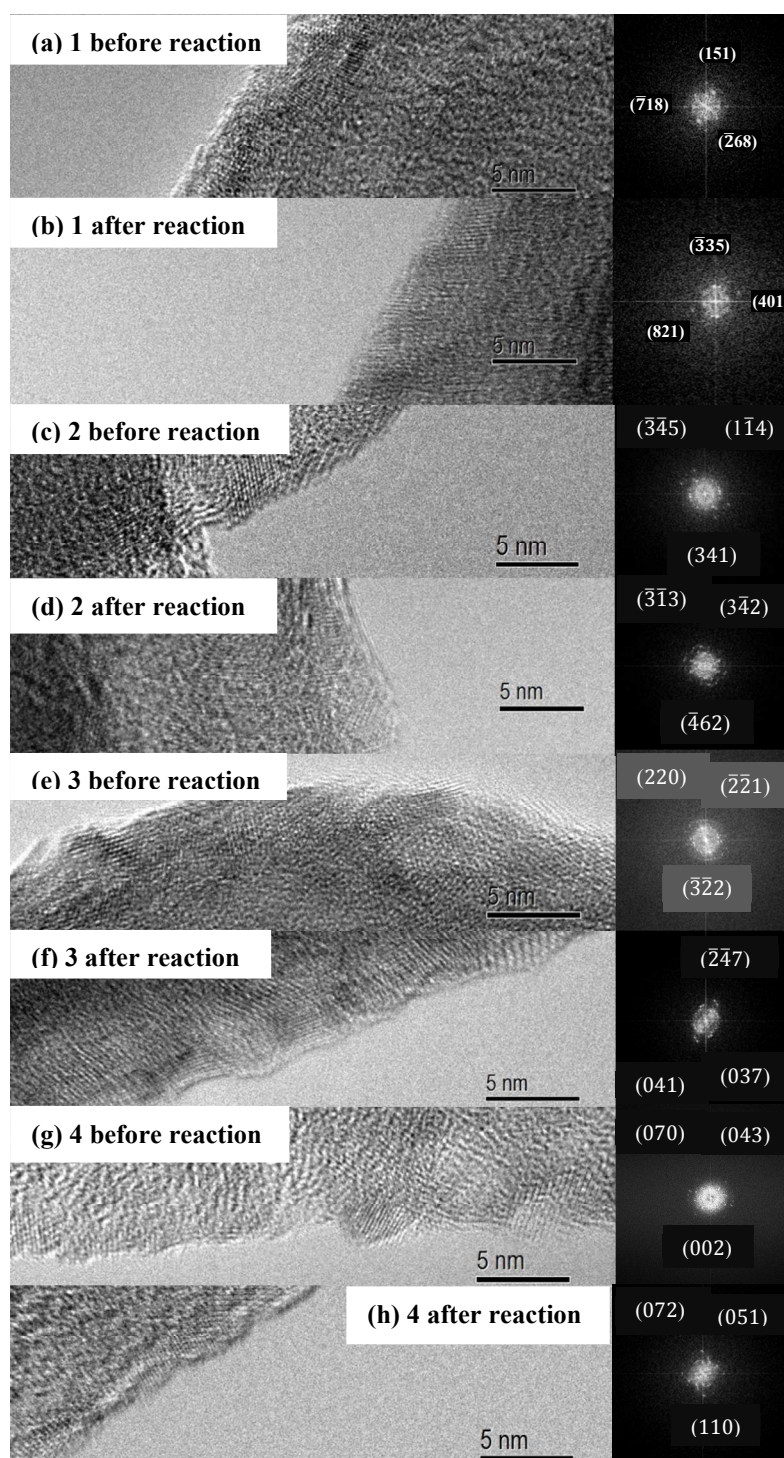 (a) 1 before reaction
(151)
(7̅18)
(2̅68)
5 nm
(b) 1 after reaction
(3̅35)
(401
(821)
5 nm
(c) 2 before reaction
(3̅4̅5) (11̅4)
5 nm
(341)
(d) 2 after reaction
(3̅1̅3) (34̅2)
5 nm
(4̅62)
(e) 3 before reaction
(220) (2̅2̅1)
(3̅2̅2)
5 nm
(f) 3 after reaction
(2̅4̅7)
5 nm
(041) (037)
(g) 4 before reaction
(070) (043)
(002)
5 nm
(h) 4 after reaction
(072) (051)
(110)
5 nm